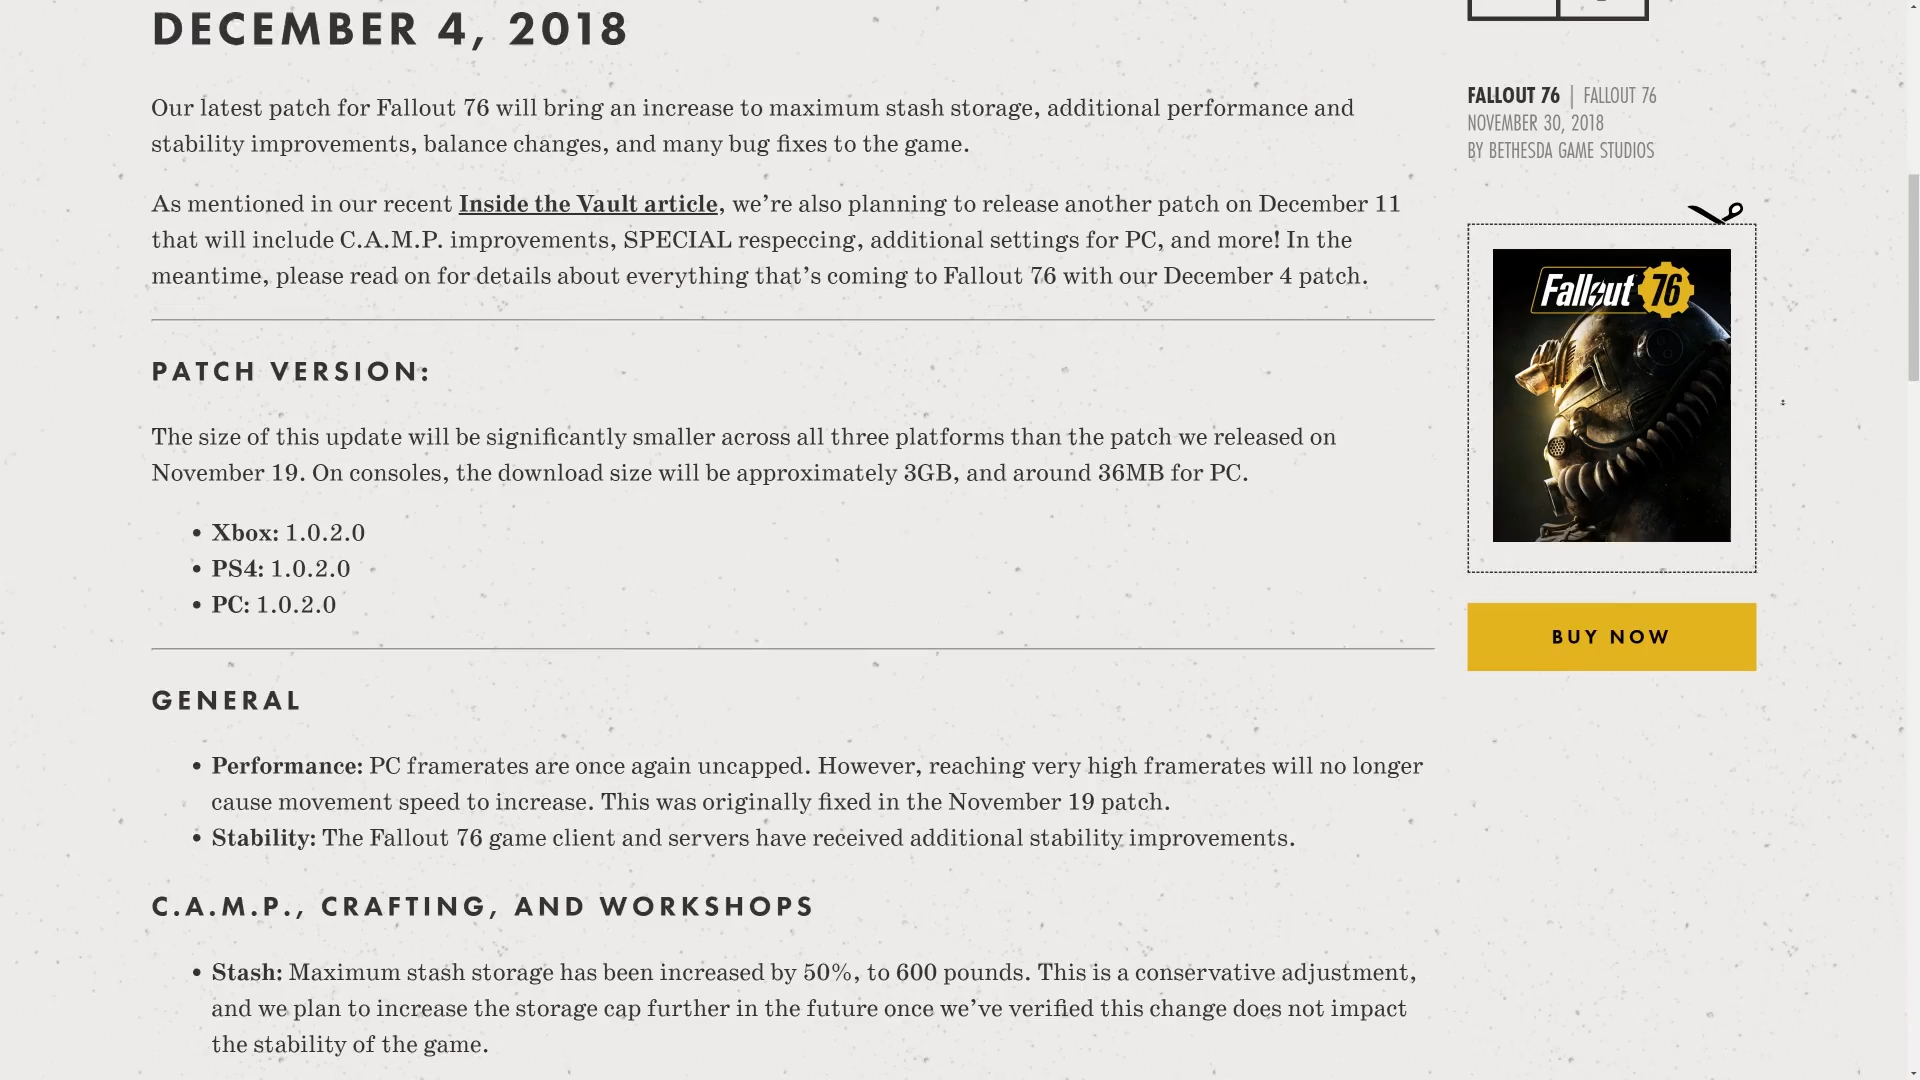 DECEMBER 4, 2018
Our latest patch for Fallout 76 will bring an increase to maximum stash storage, additional performance and
stability improvements, balance changes, and many bug fixes to the game.
As mentioned in our recent Inside the Vault article, we’re also planning to release another patch on December 11
that will include C.A.M.P. improvements, SPECIAL respeccing, additional settings for PC, and more! In the
meantime, please read on for details about everything that’s coming to Fallout 76 with our December 4 patch.
PATCH VERSION:
The size of this update will be significantly smaller across all three platforms than the patch we released on
November 19. On consoles, the download size will be approximately 3GB, and around 36MB for PC.
• Xbox: 1.0.2.0
• PS4: 1.0.2.0
• PC: 1.0.2.0
GENERAL
• Performance: PC framerates are once again uncapped. However, reaching very high framerates will no longer
cause movement speed to increase. This was originally fixed in the November 19 patch.
• Stability: The Fallout 76 game client and servers have received additional stability improvements.
C.A.M.P., CRAFTING, AND WORKSHOPS
• Stash: Maximum stash storage has been increased by 50%, to 600 pounds. This is a conservative adjustment,
and we plan to increase the storage cap further in the future once we’ve verified this change does not impact
the stability of the game.
FALLOUT 76 | FALLOUT 76
NOVEMBER 30, 2018
BY BETHESDA GAME STUDIOS
Fallout 76
BUY NOW